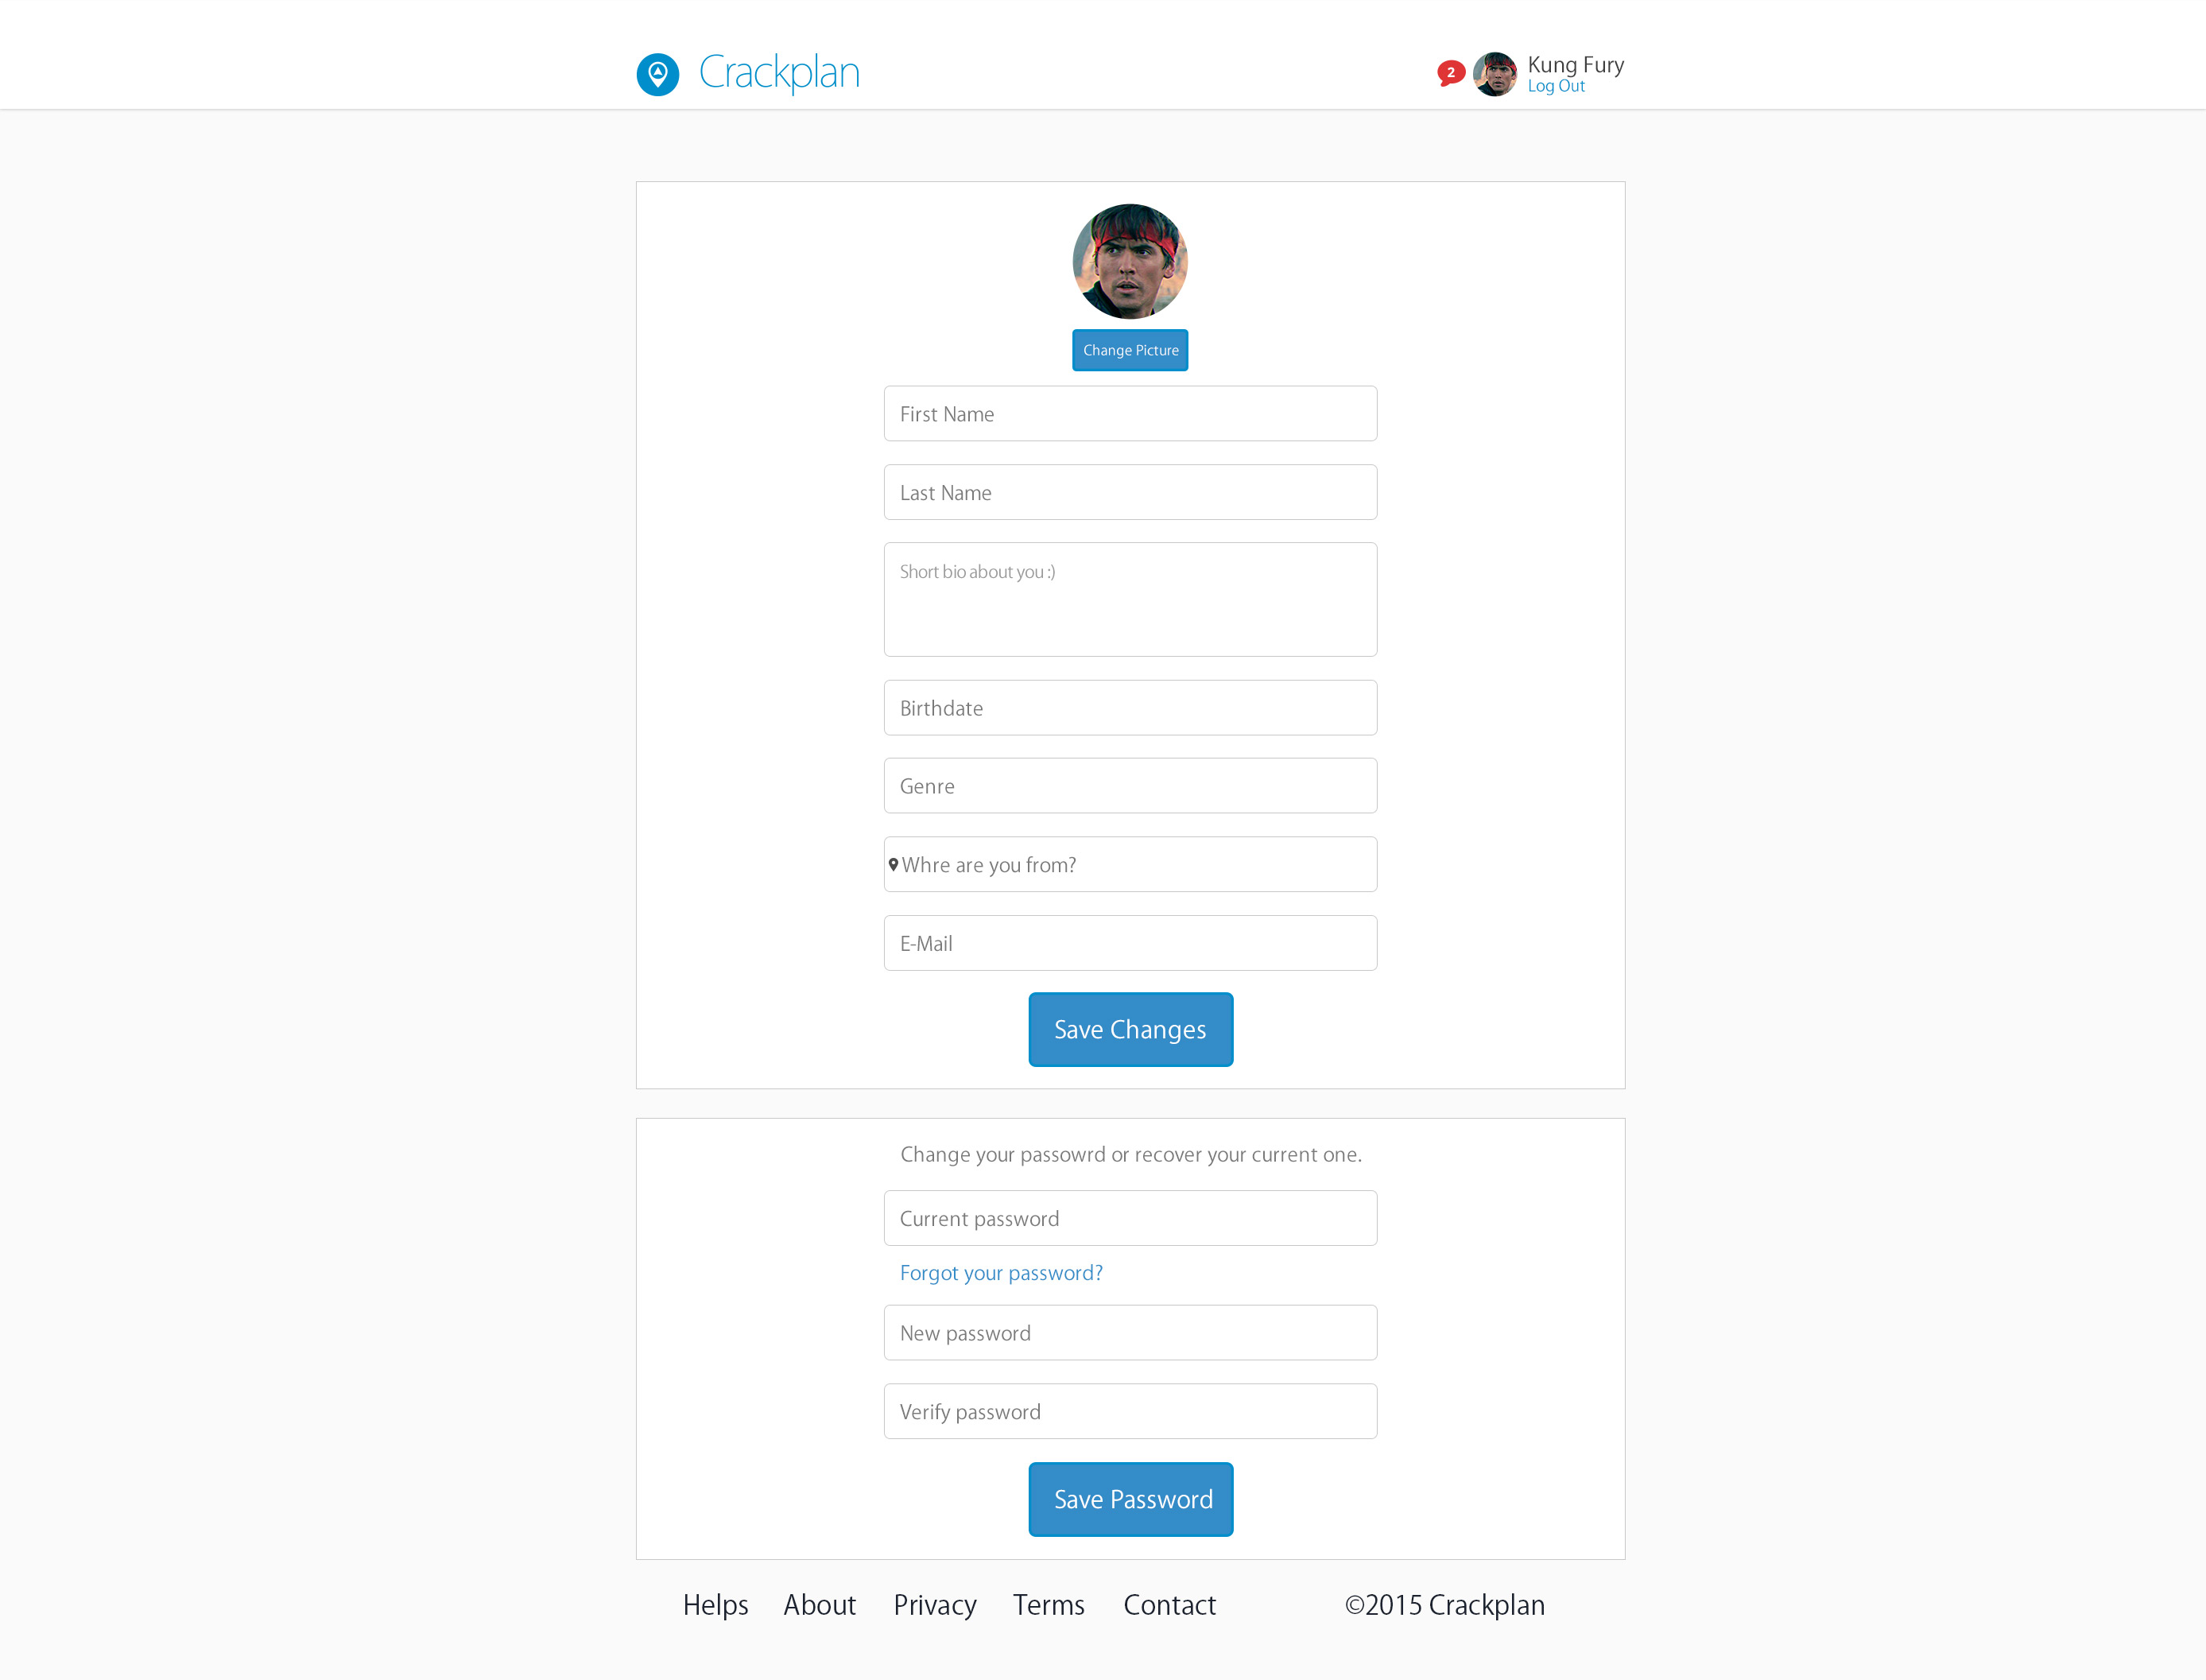 Crackplan
2
Kung Fury
Log Out
Change Picture
First Name
Last Name
Short bio about you :)
Birthdate
Genre
Whre are you from?
E-Mail
Save Changes
Change your passowrd or recover your current one.
Current password
Forgot your password?
New password
Verify password
Save Password
Helps About Privacy Terms Contact ©2015 Crackplan